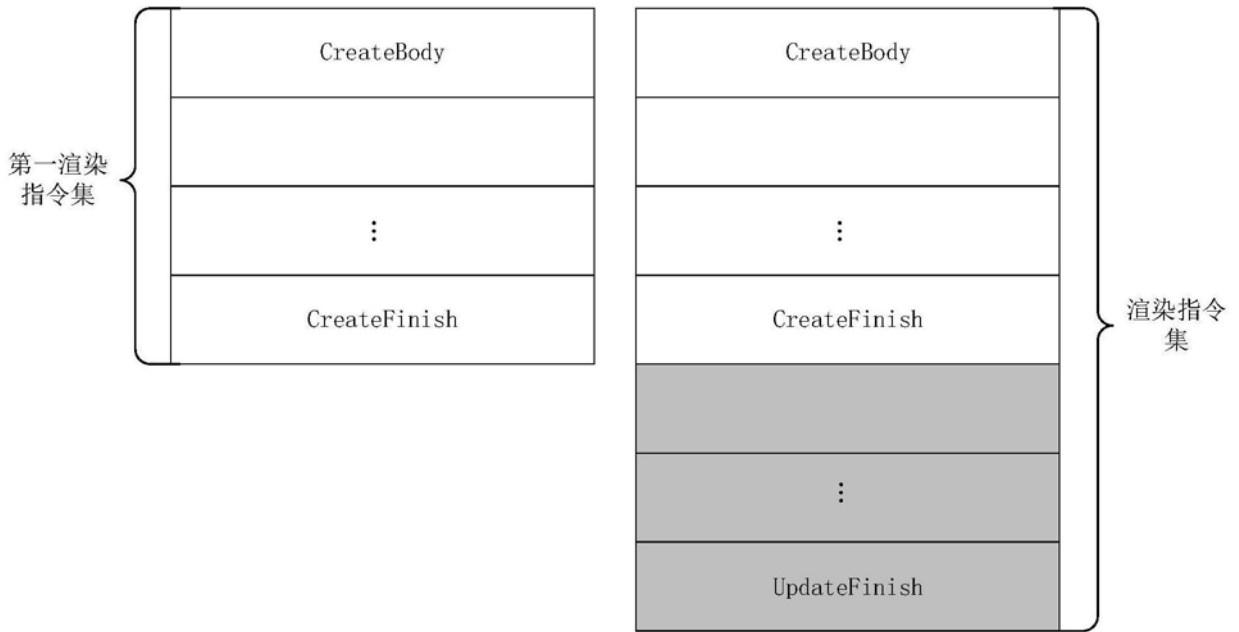 第一渲染
指令集
CreateBody
⋮
CreateFinish
CreateBody
⋮
CreateFinish
⋮
UpdateFinish
渲染指令
集